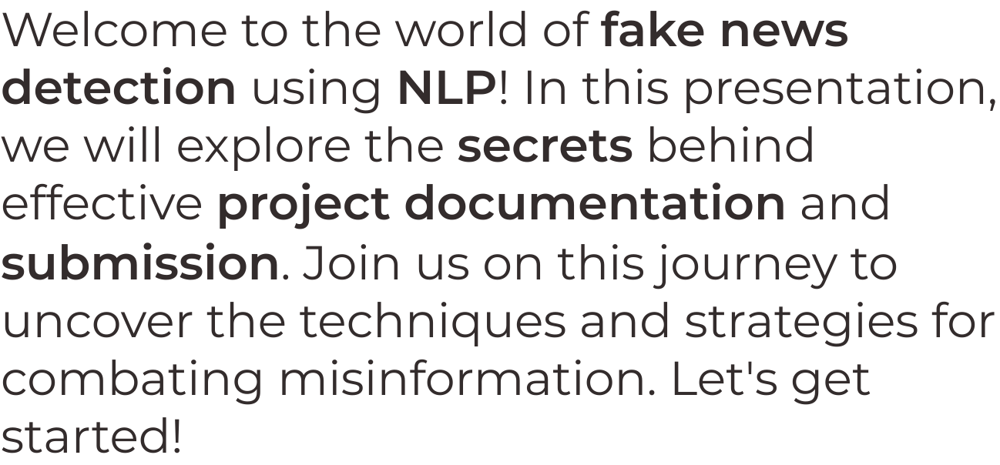 Welcome to the world of fake news
detection using NLP! In this presentation,
we will explore the secrets behind
effective project documentation and
submission. Join us on this journey to
uncover the techniques and strategies for
combating misinformation. Let's get
started!